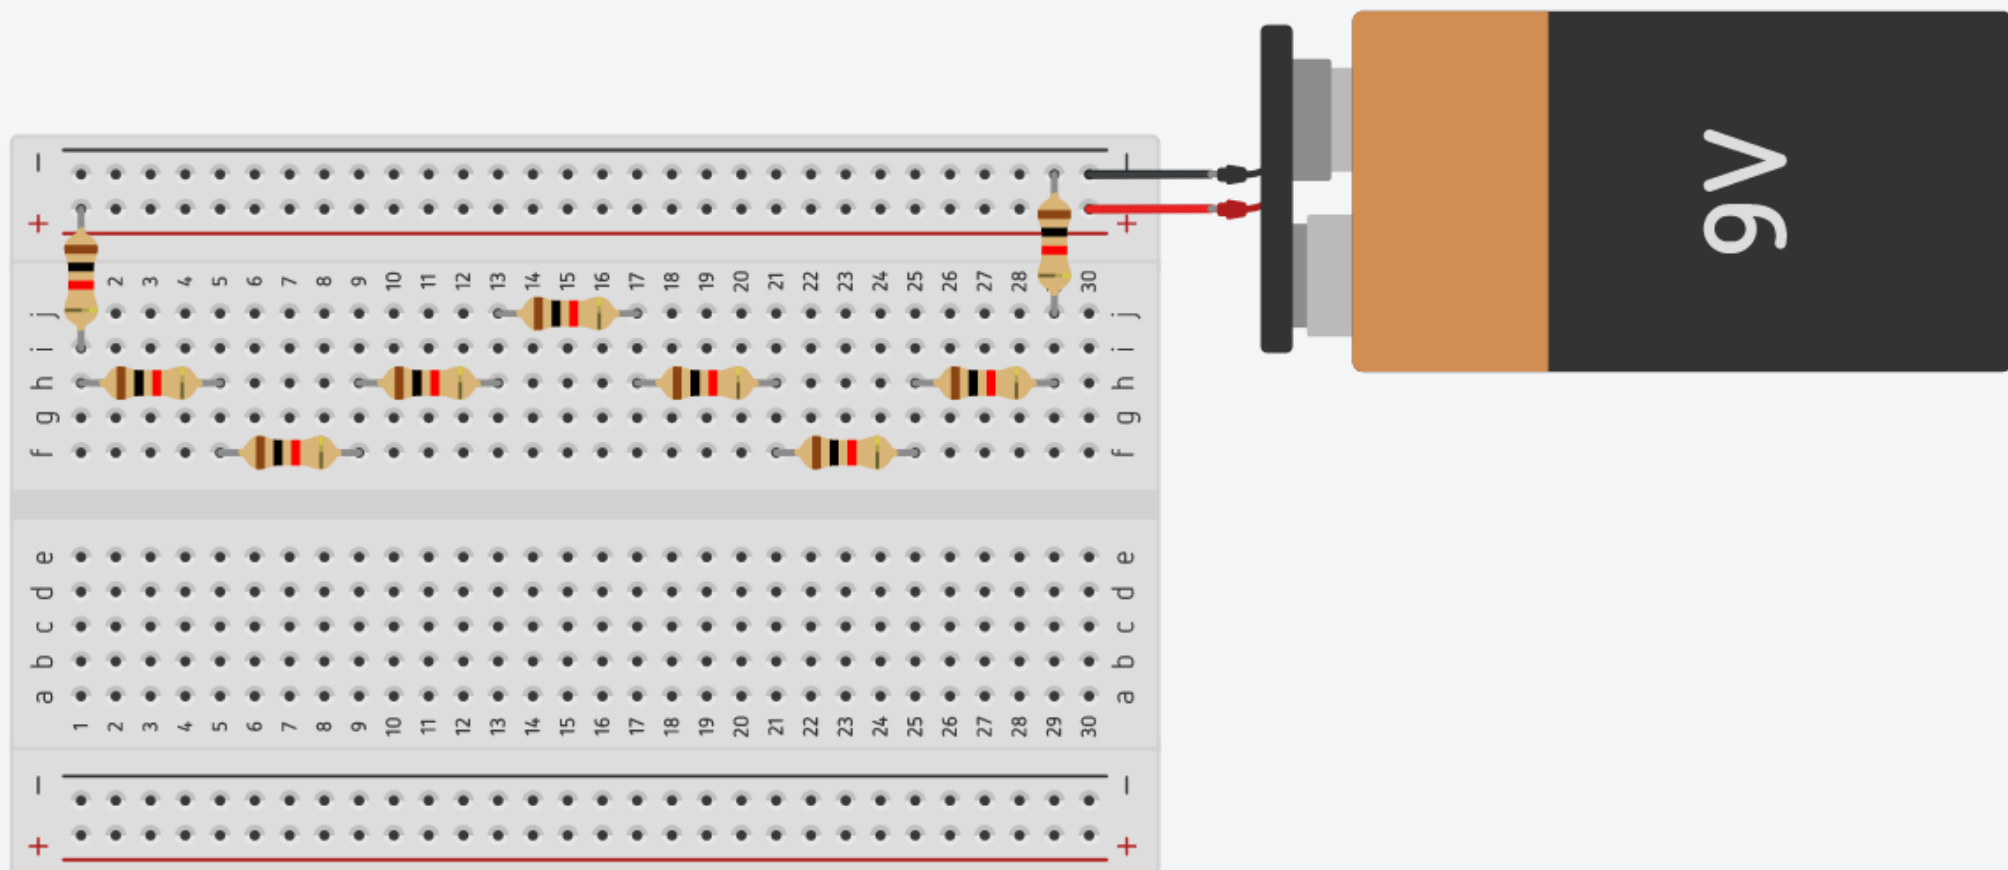 9V
− −
+ +
2 3 4 5 6 7 8 9 10 11 12 13 14 15 16 17 18 19 20 21 22 23 24 25 26 27 28 30
j j
i i
h h
g g
f f
e e
d d
c c
b b
a a
1 2 3 4 5 6 7 8 9 10 11 12 13 14 15 16 17 18 19 20 21 22 23 24 25 26 27 28 29 30
− −
+ +